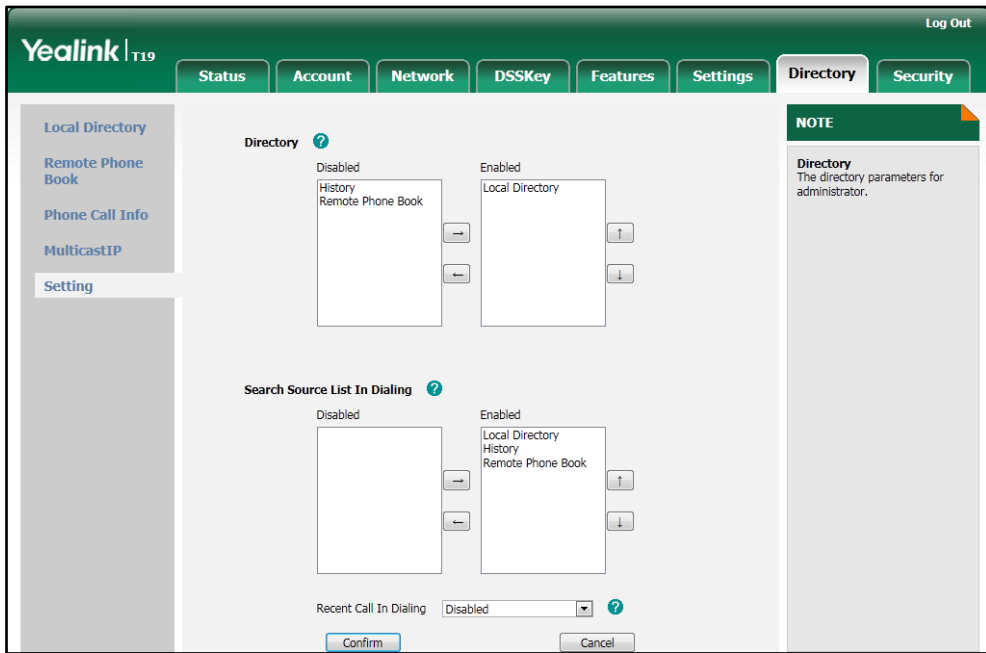 Log Out
Yealink T19
Status Account Network DSSKey Features Settings Directory Security
Local Directory
Remote Phone
Book
Phone Call Info
MulticastIP
Setting
Directory ?
Disabled Enabled
History
Remote Phone Book
Local Directory
→
←
↑
↓
Search Source List In Dialing ?
Disabled Enabled
Local Directory
History
Remote Phone Book
→
←
↑
↓
Recent Call In Dialing Disabled ?
Confirm Cancel
NOTE
Directory
The directory parameters for
administrator.